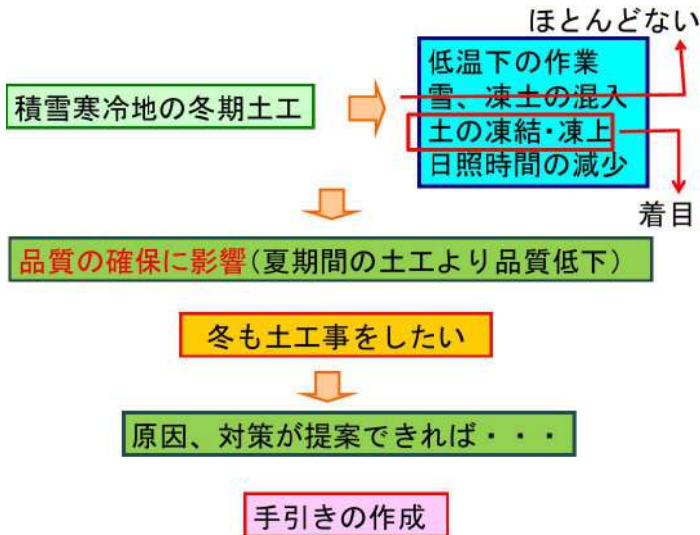 ほとんどない
積雪寒冷地の冬期土工
低温下の作業
雪、凍土の混入
土の凍結・凍上
日照時間の減少
着目
品質の確保に影響(夏期間の土工より品質低下)
冬も土工事をしたい
原因、対策が提案できれば・・・
手引きの作成